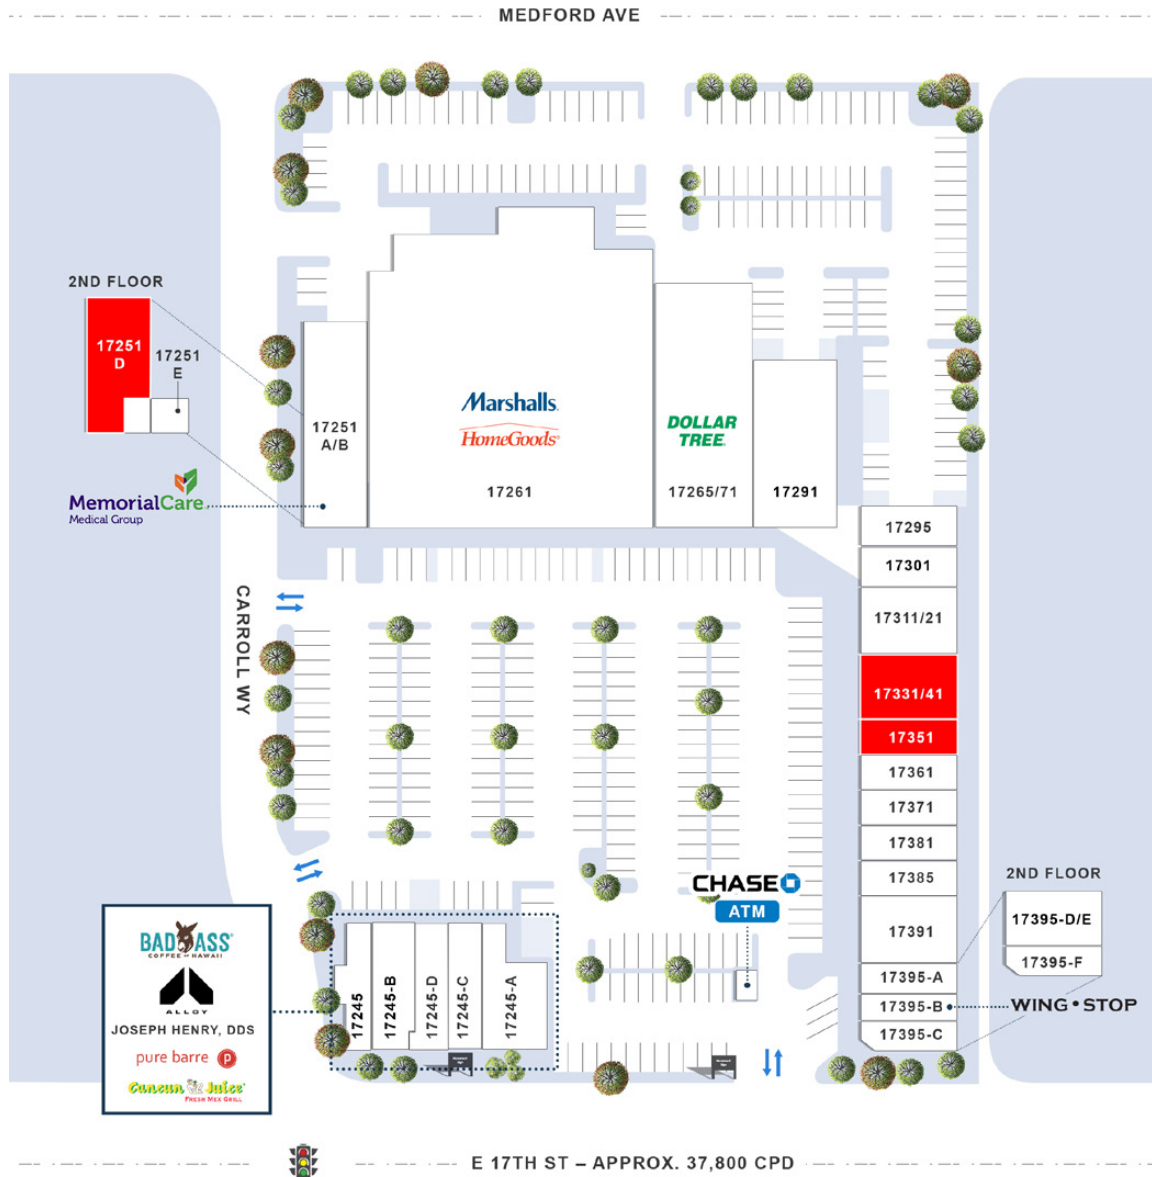 MEDFORD AVE
2ND FLOOR
17251
D
17251
E
MemorialCare
Medical Group
17251
A/B
Marshalls.
HomeGoods
17261
DOLLAR
TREE
17265/71
17291
17295
17301
17311/21
17331/41
17351
17361
17371
17381
17385
17391
17395-A
17395-B
17395-C
2ND FLOOR
17395-D/E
17395-F
WING•STOP
CARROLL WY
CHASE
ATM
BAD ASS
COFFEE OF HAWAII
ALLOY
JOSEPH HENRY, DDS
pure barre p
Cancun Juice
FRESH MEX GRILL
17245
17245-B
17245-D
17245-C
17245-A
E 17TH ST – APPROX. 37,800 CPD